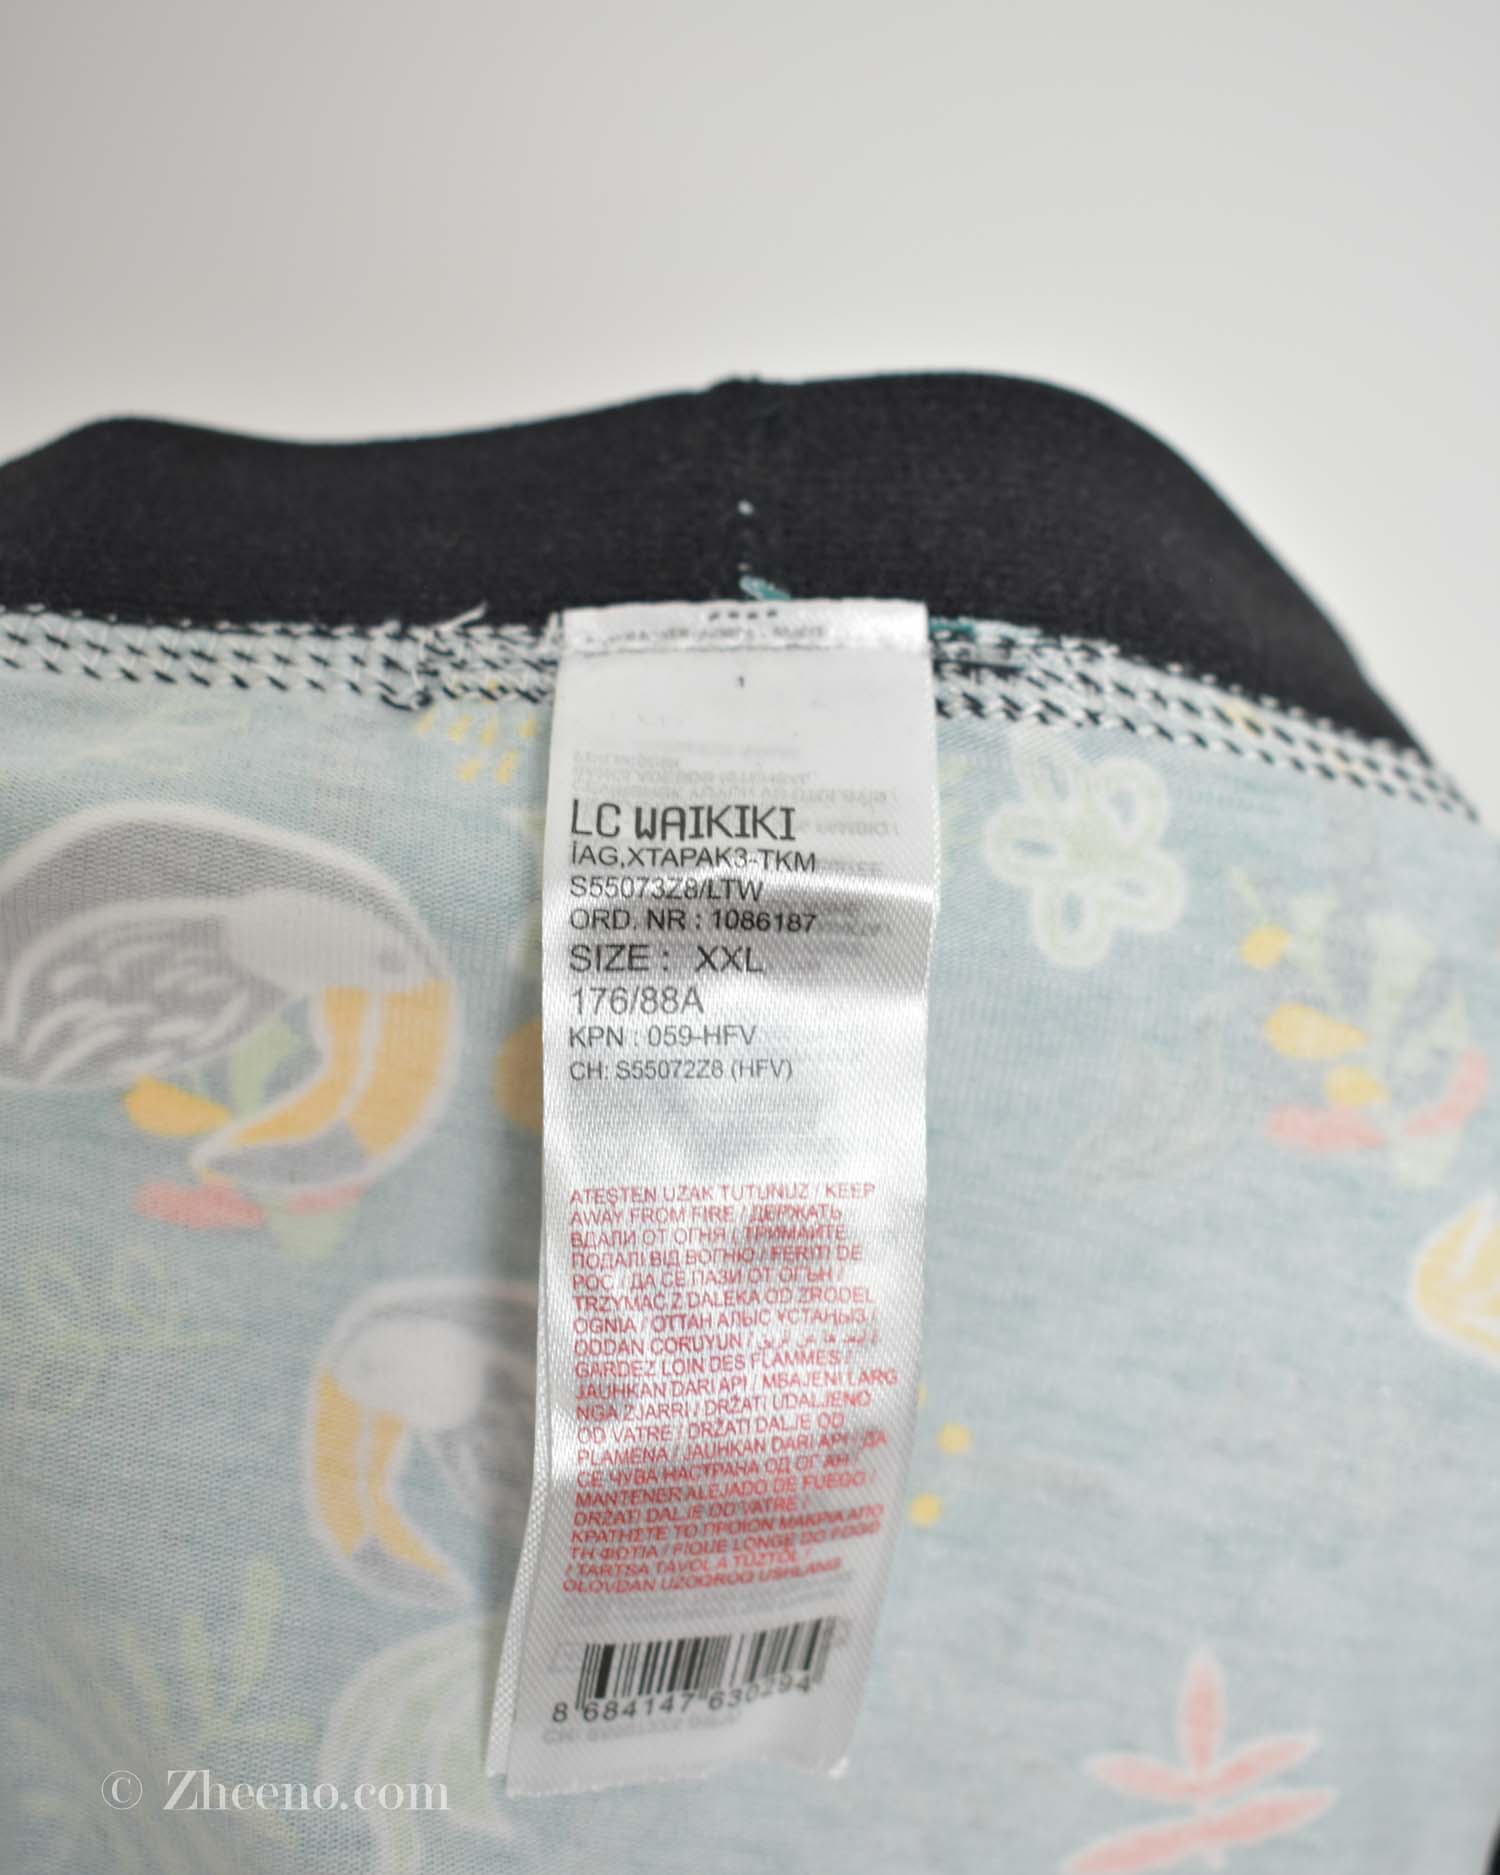 1
LC WAIKIKI
İAG,XTAPAK3-TKM
S55073Z8/LTW
ORD. NR : 1086187
SIZE : XXL
176/88A
KPN : 059-HFV
CH: S55072Z8 (HFV)
ATEŞTEN UZAK TUTUNUZ / KEEP
AWAY FROM FIRE / ДЕРЖАТЬ
ВДАЛИ ОТ ОГНЯ / ТРИМАЙТЕ
ПОДАЛІ ВІД ВОГНЮ / FERITI DE
FOC / ДА СЕ ПАЗИ ОТ ОГЪН /
TRZYMAĆ Z DALEKA OD ŹRÓDEŁ
OGNIA / ОТТАН АЛЫС ҰСТАҢЫЗ
ODDAN CORUYUN /
GARDEZ LOIN DES FLAMMES /
JAUHKAN DARI API / MBAJENI LARG
NGA ZJARRI / DRŽATI UDALJENO
OD VATRE / DRŽATI DALJE OD
PLAMENA / JAUHKAN DARI API / ДА
СЕ ЧУВА НАСТРАНА ОД ОГАН /
MANTENER ALEJADO DE FUEGO /
DRŽATI DALJE OD VATRE /
ΚΡΑΤΗΣΤΕ ΤΟ ΠΡΟΪΟΝ ΜΑΚΡΙΑ ΑΠΟ
ΤΗ ΦΩΤΙΑ / FIQUE LONGE DO FOGO
/ TARTSA TÁVOL A TŰZTŐL /
OLOVDAN UZOQROQ USHLANG
8 684147 630294
© Zheeno.com